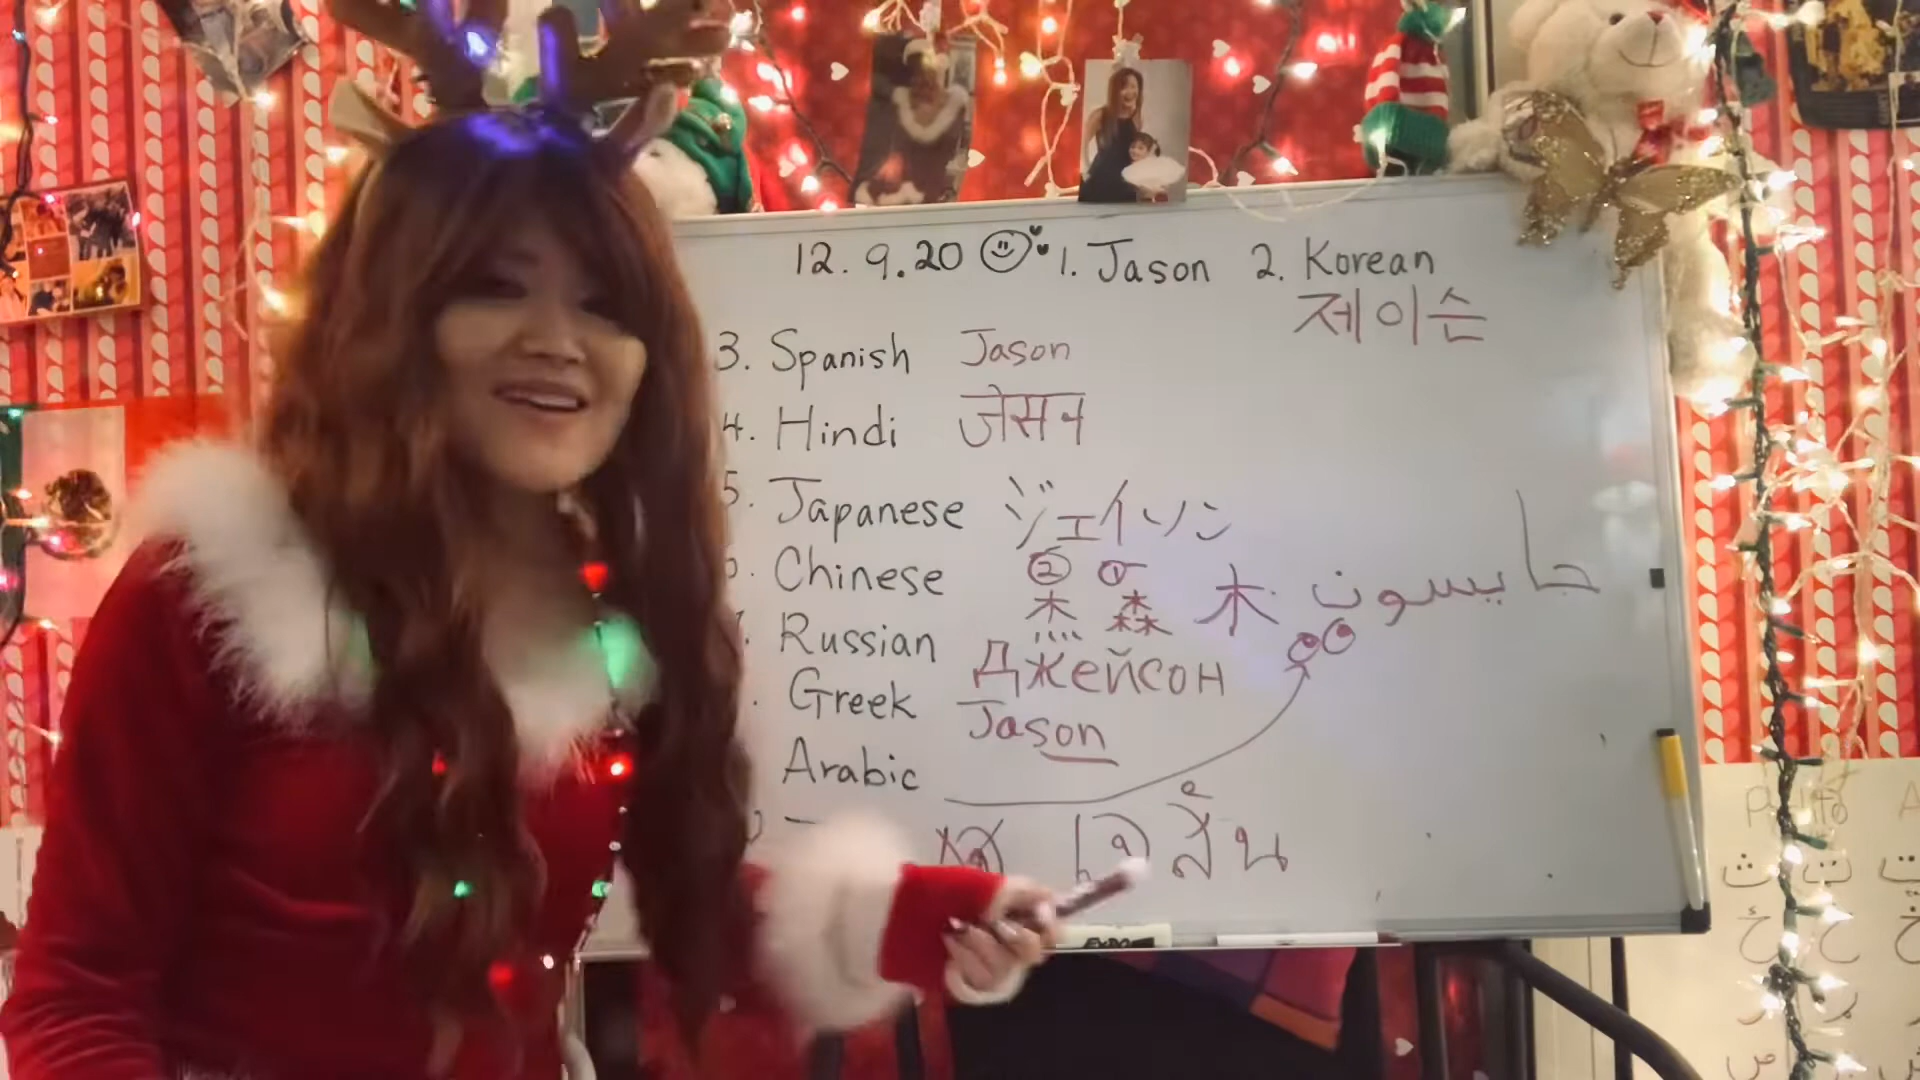 12.9.20 1. Jason 2. Korean
제이슨
3. Spanish Jason
4. Hindi जेसन
5. Japanese ジェイソン
Chinese ② 杰 ① 森 木
جايسون
Russian Джейсон
Greek Jason
Arabic
EXPO